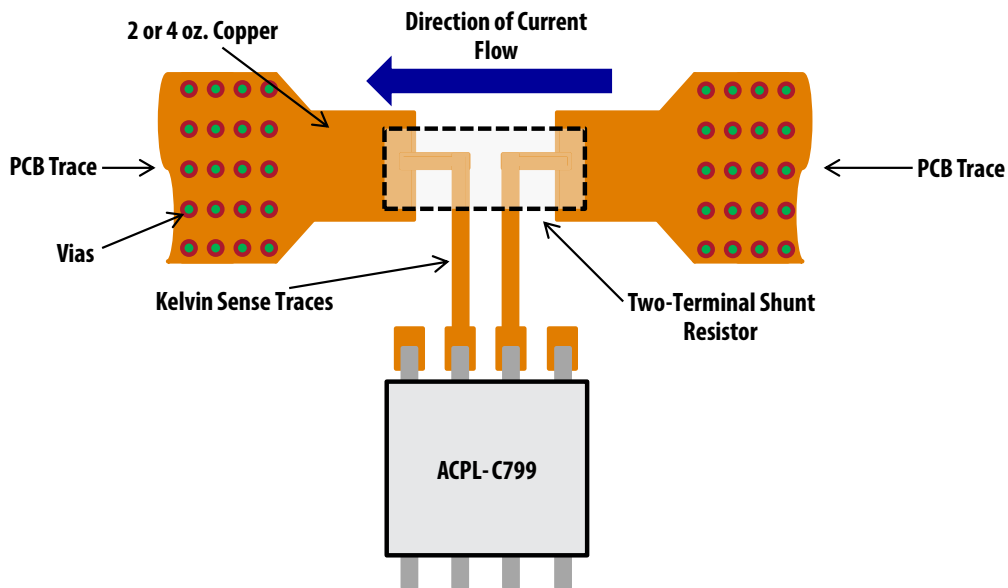 2 or 4 oz. Copper
Direction of Current
Flow
PCB Trace
PCB Trace
Vias
Kelvin Sense Traces
Two-Terminal Shunt
Resistor
ACPL-C799